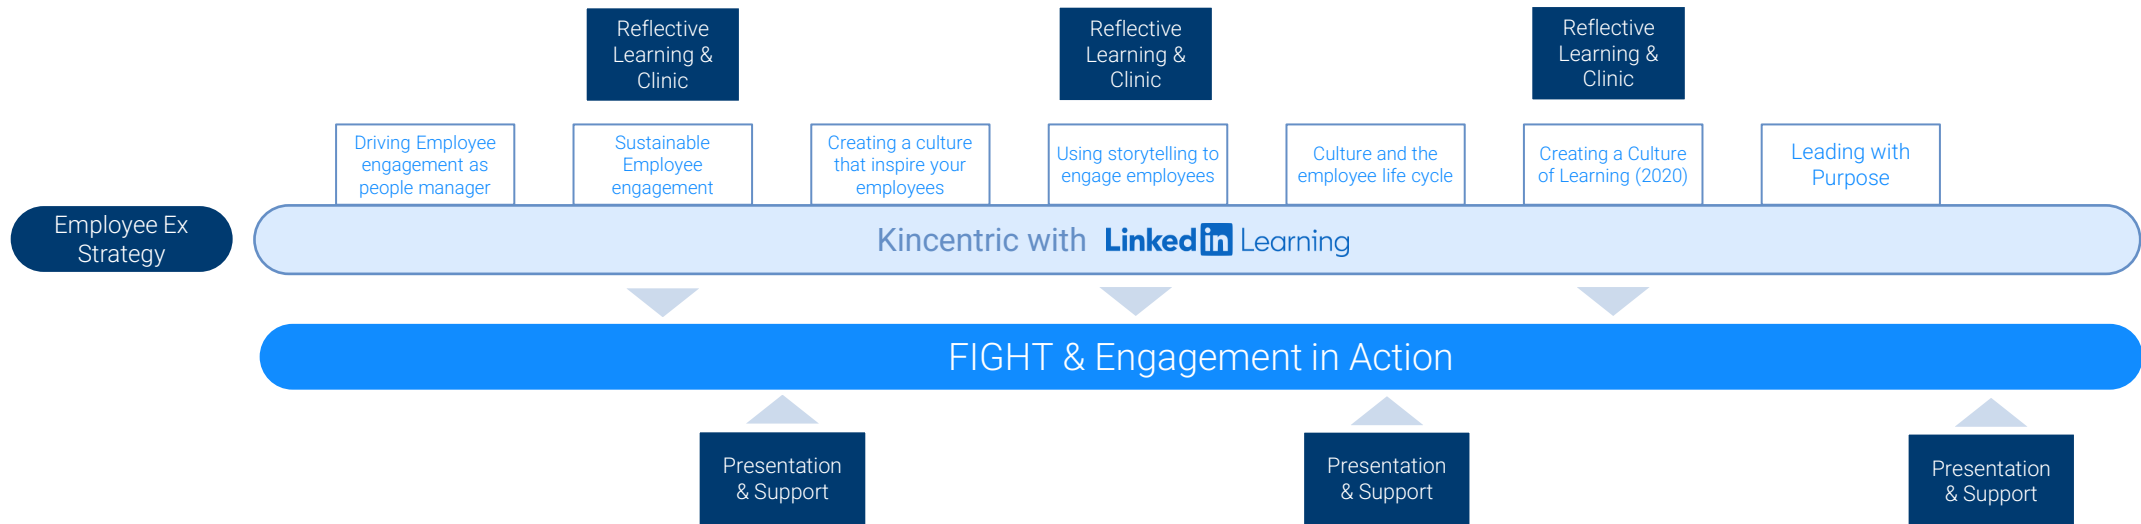 Reflective
Learning &
Clinic
Reflective
Learning &
Clinic
Reflective
Learning &
Clinic
Driving Employee
engagement as
people manager
Sustainable
Employee
engagement
Creating a culture
that inspire your
employees
Using storytelling to
engage employees
Culture and the
employee life cycle
Creating a Culture
of Learning (2020)
Leading with
Purpose
Employee Ex
Strategy
Kincentric with LinkedIn Learning
FIGHT & Engagement in Action
Presentation
& Support
Presentation
& Support
Presentation
& Support